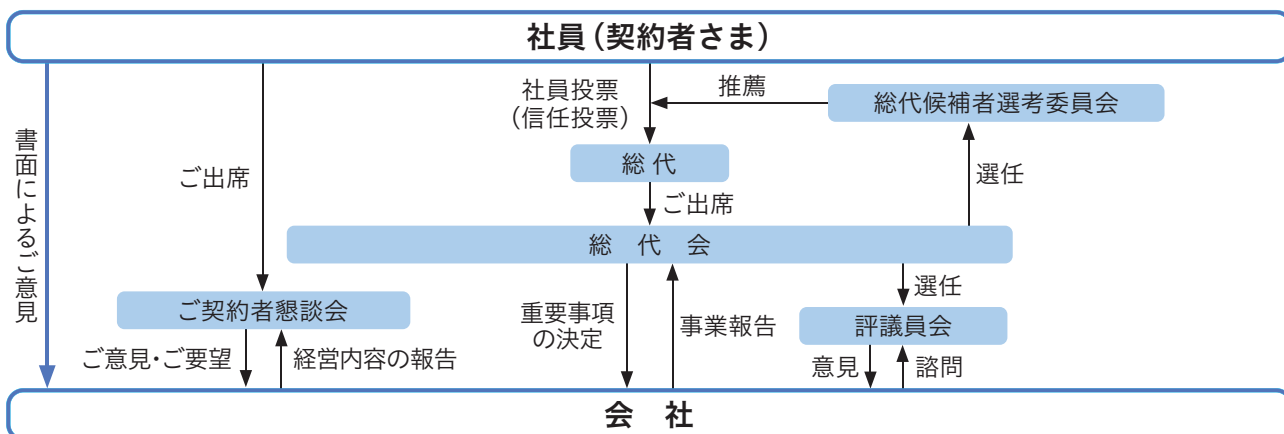 社員（契約者さま）
書面によるご意見
ご出席
社員投票
（信任投票）
推薦
総代候補者選考委員会
総代
選任
ご出席
総代会
選任
ご契約者懇談会
重要事項
の決定
事業報告
評議員会
ご意見・ご要望
経営内容の報告
意見
諮問
会社